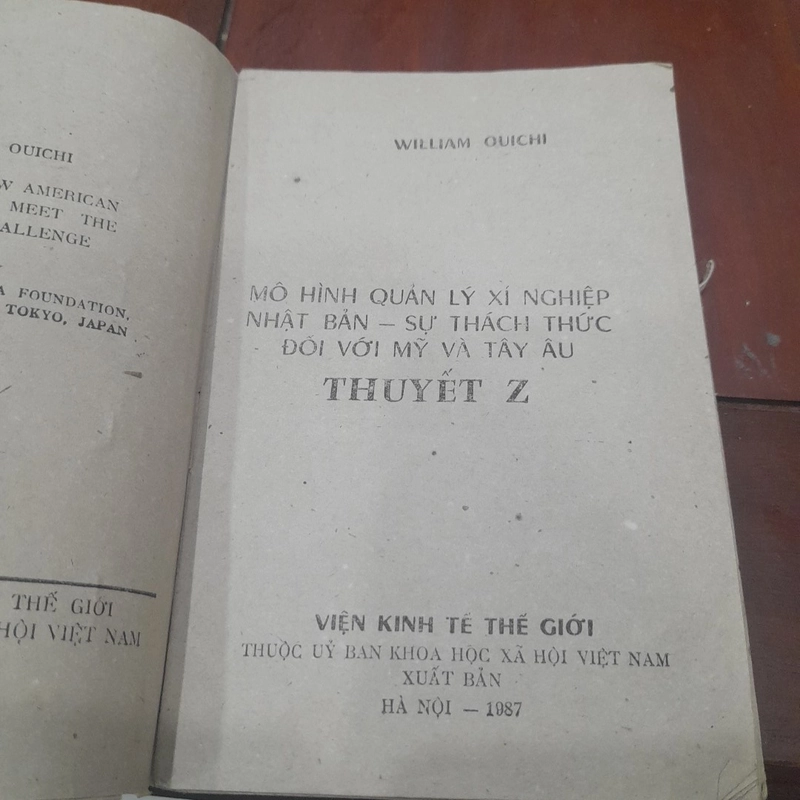 OUICHI
W AMERICAN
MEET THE
ALLENGE
A FOUNDATION,
TOKYO, JAPAN
THẾ GIỚI
HỘI VIỆT NAM
WILLIAM OUICHI
MÔ HÌNH QUẢN LÝ XÍ NGHIỆP
NHẬT BẢN — SỰ THÁCH THỨC
ĐỐI VỚI MỸ VÀ TÂY ÂU
THUYẾT Z
VIỆN KINH TẾ THẾ GIỚI
THUỘC UỶ BAN KHOA HỌC XÃ HỘI VIỆT NAM
XUẤT BẢN
HÀ NỘI — 1987